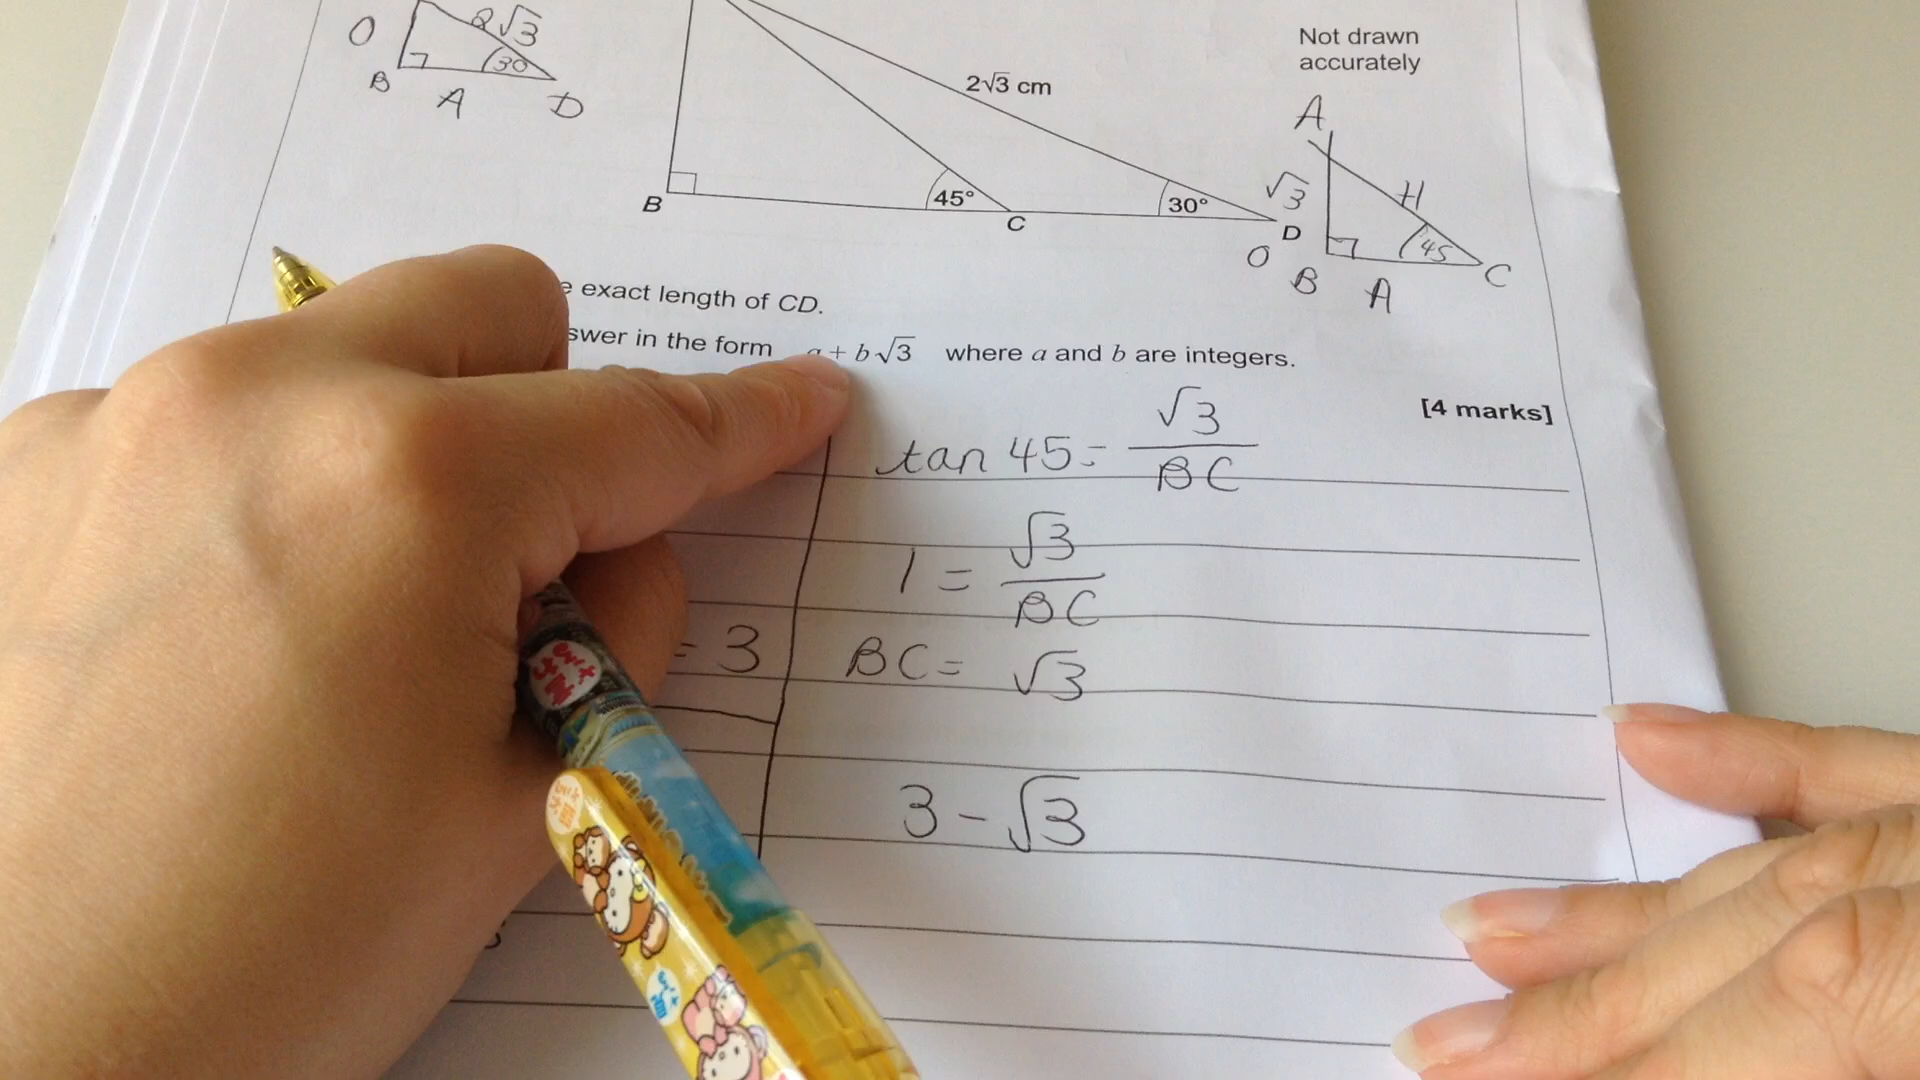 O
2√3
30
B
A
D
2√3 cm
Not drawn
accurately
A
√3
H
45
O
B
A
C
B
45°
C
30°
D
exact length of CD.
in the form a + b√3 where a and b are integers.
[4 marks]
tan 45 = √3/BC
1 = √3/BC
= 3
BC = √3
3 - √3